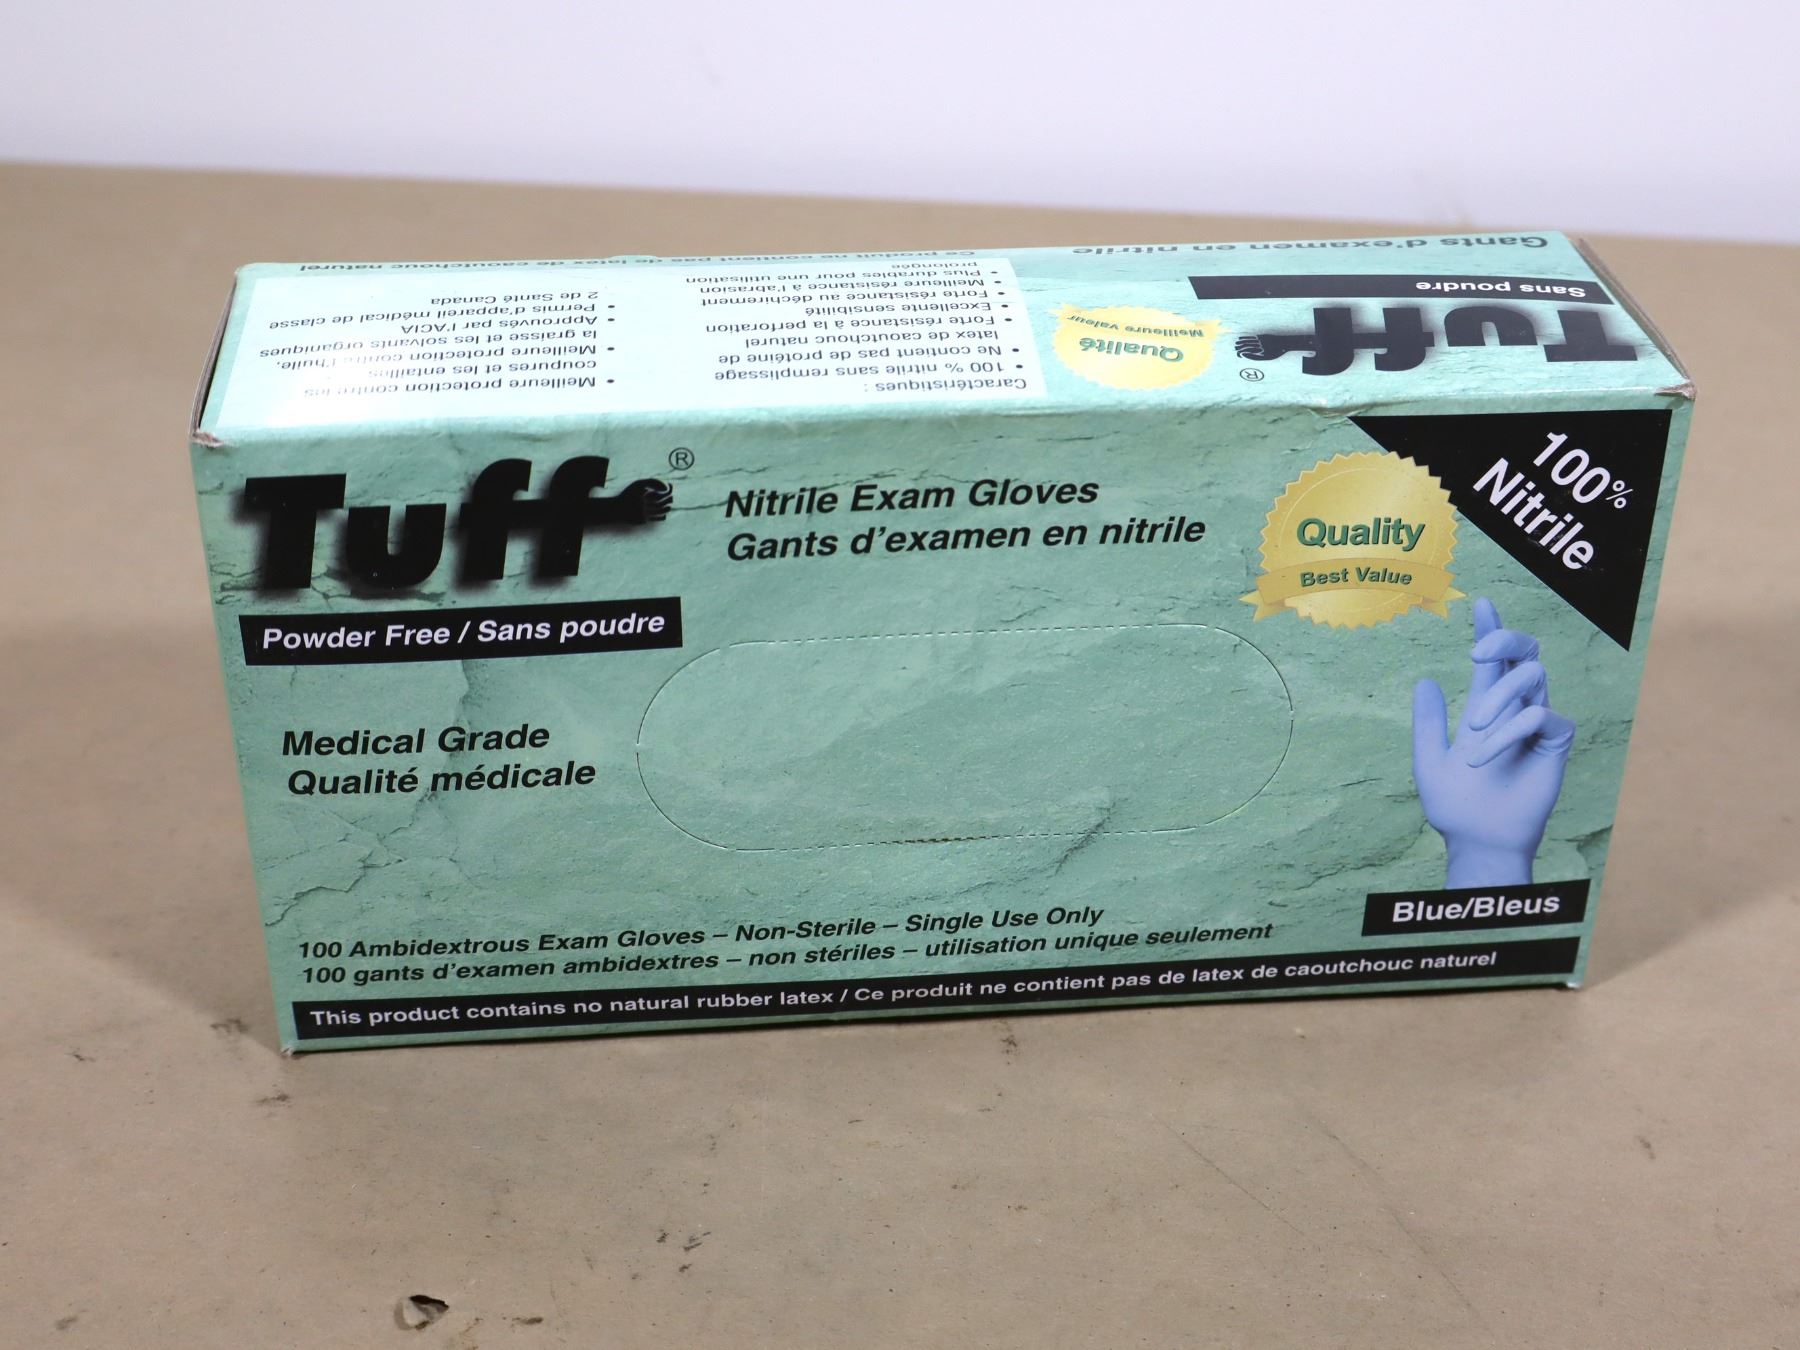 Gants d'examen en nitrile
Sans poudre
Tuff®
Qualité
Meilleure valeur
Caractéristiques :
• 100 % nitrile sans remplissage
• Ne contient pas de protéine de
latex de caoutchouc naturel
• Forte résistance à la perforation
• Excellente sensibilité
• Forte résistance au déchirement
• Meilleure résistance à l'abrasion
• Plus durables pour une utilisation
prolongée
• Meilleure protection contre les
coupures et les entailles
• Meilleure protection contre l'huile,
la graisse et les solvants organiques
• Approuvés par l'ACIA
• Permis d'appareil médical de classe
2 de Santé Canada
Ce produit ne contient pas de latex de caoutchouc naturel
Tuff®
Nitrile Exam Gloves
Gants d'examen en nitrile
Powder Free / Sans poudre
Quality
Best Value
100%
Nitrile
Medical Grade
Qualité médicale
Blue/Bleus
100 Ambidextrous Exam Gloves – Non-Sterile – Single Use Only
100 gants d'examen ambidextres – non stériles – utilisation unique seulement
This product contains no natural rubber latex / Ce produit ne contient pas de latex de caoutchouc naturel